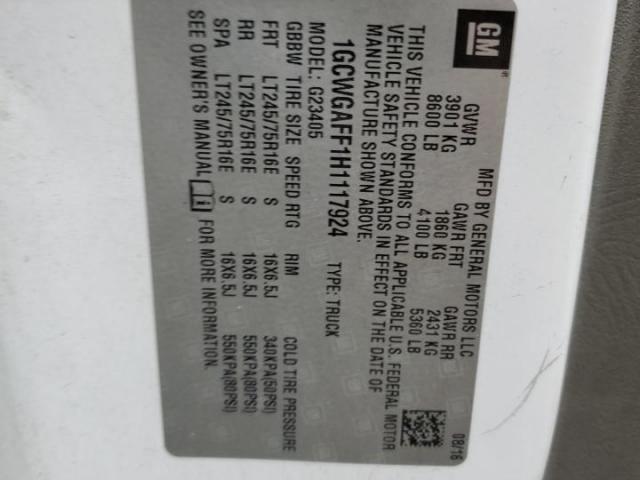 GM
MFD BY GENERAL MOTORS LLC 08/16
GVWR GAWR FRT GAWR RR
3901 KG 1860 KG 2431 KG
8600 LB 4100 LB 5360 LB
THIS VEHICLE CONFORMS TO ALL APPLICABLE U.S. FEDERAL MOTOR
VEHICLE SAFETY STANDARDS IN EFFECT ON THE DATE OF
MANUFACTURE SHOWN ABOVE.
1GCWGAFF1H1117924 TYPE: TRUCK
MODEL: G23405
GBBW TIRE SIZE SPEED RTG RIM COLD TIRE PRESSURE
FRT LT245/75R16E S 16X6.5J 340KPA(50PSI)
RR LT245/75R16E S 16X6.5J 550KPA(80PSI)
SPA LT245/75R16E S 16X6.5J 550KPA(80PSI)
SEE OWNER'S MANUAL FOR MORE INFORMATION.